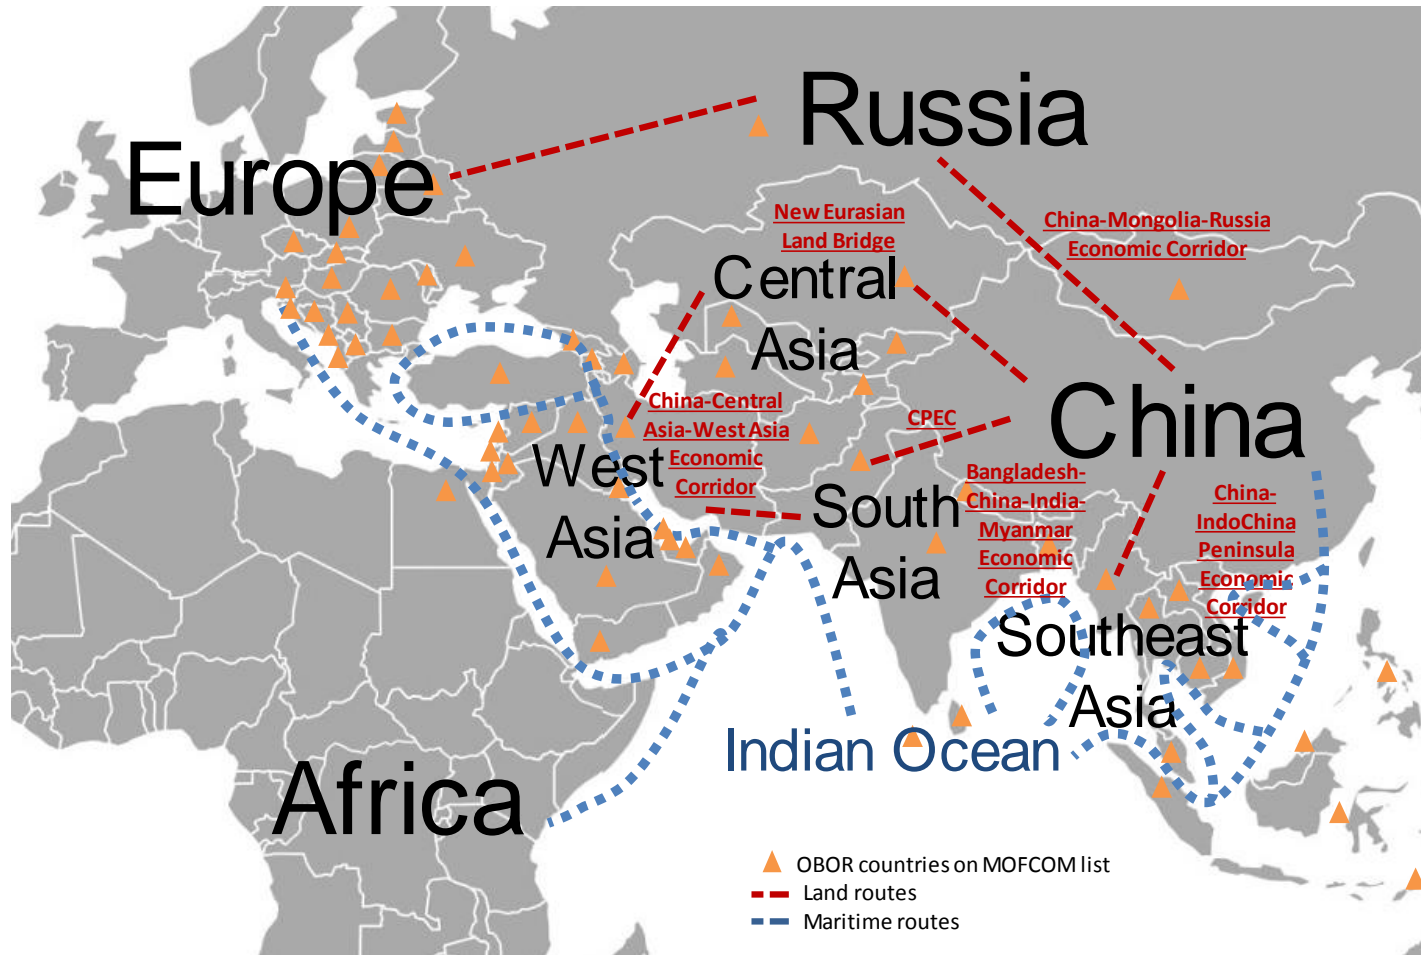 Russia
Europe
New Eurasian
Land Bridge
China-Mongolia-Russia
Economic Corridor
Central
Asia
China
China-Central
Asia-West Asia
Economic
Corridor
CPEC
West
Asia
South
Asia
Bangladesh-
China-India-
Myanmar
Economic
Corridor
China-
IndoChina
Peninsula
Economic
Corridor
Southeast
Asia
Indian Ocean
Africa
OBOR countries on MOFCOM list
Land routes
Maritime routes